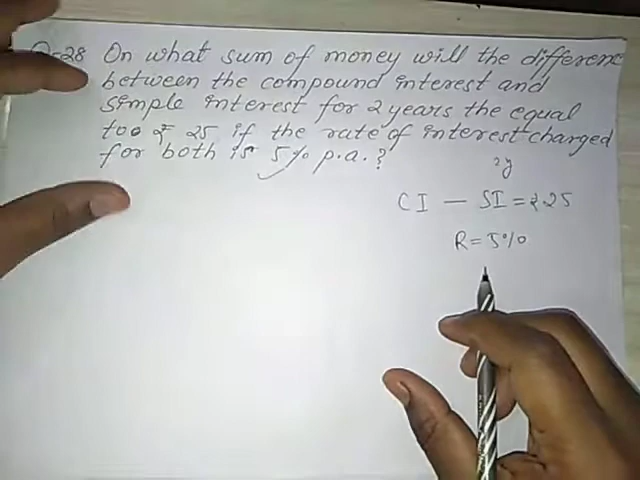 Q-28 On what sum of money will the differenc
between the compound interest and
Simple interest for 2 years the equal
too ₹ 25 if the rate of interest charged
for both is 5% p.a.?
2y
CI — SI = ₹25
R = 5%